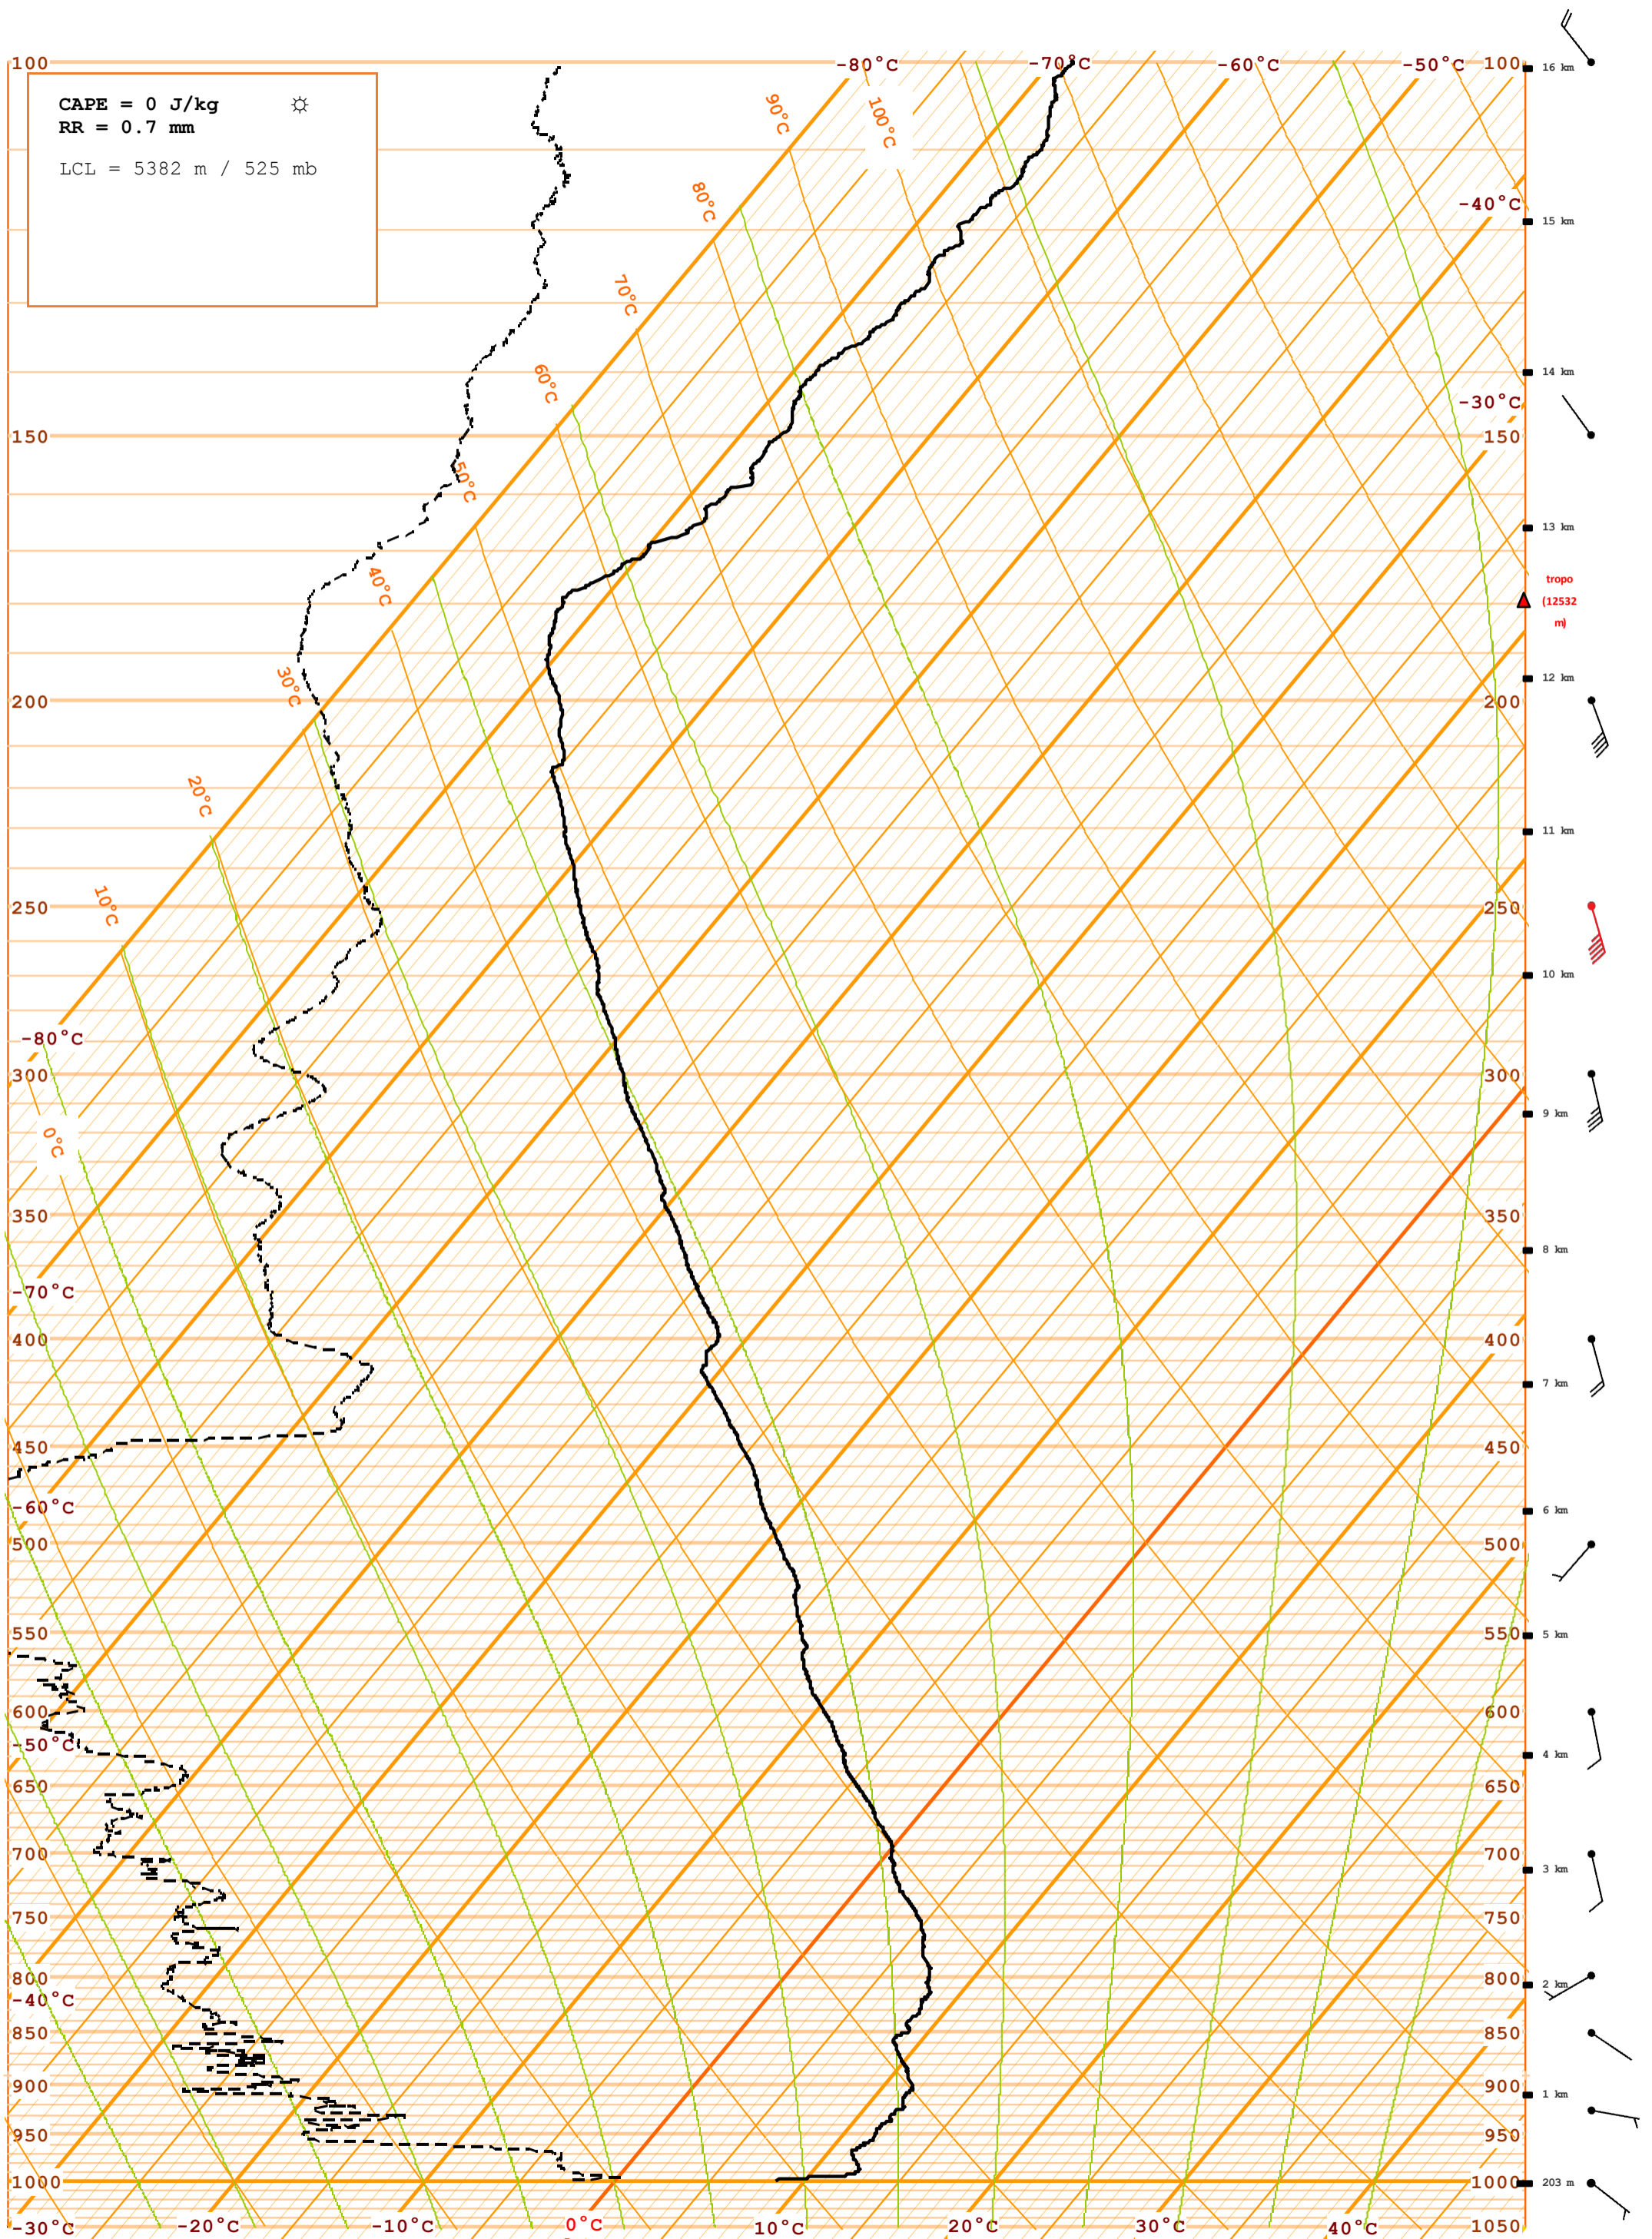 100 -80°C -70°C -60°C -50°C 100 16 km
CAPE = 0 J/kg ☼
RR = 0.7 mm
LCL = 5382 m / 525 mb
90°C 100°C
80°C -40°C 15 km
70°C
60°C 14 km
-30°C
150 150
50°C
13 km
40°C tropo
(12532
m)
30°C 12 km
200 200
20°C
11 km
10°C 250 250
10 km
-80°C
300 300
9 km
0°C
350 350
8 km
-70°C
400 400
7 km
450 450
-60°C 6 km
500 500
550 550 5 km
600 600
-50°C 4 km
650 650
700 700 3 km
750 750
800 800 2 km
-40°C
850 850
900 900 1 km
950 950
1000 1000 203 m
-30°C -20°C -10°C 0°C 10°C 20°C 30°C 40°C 1050